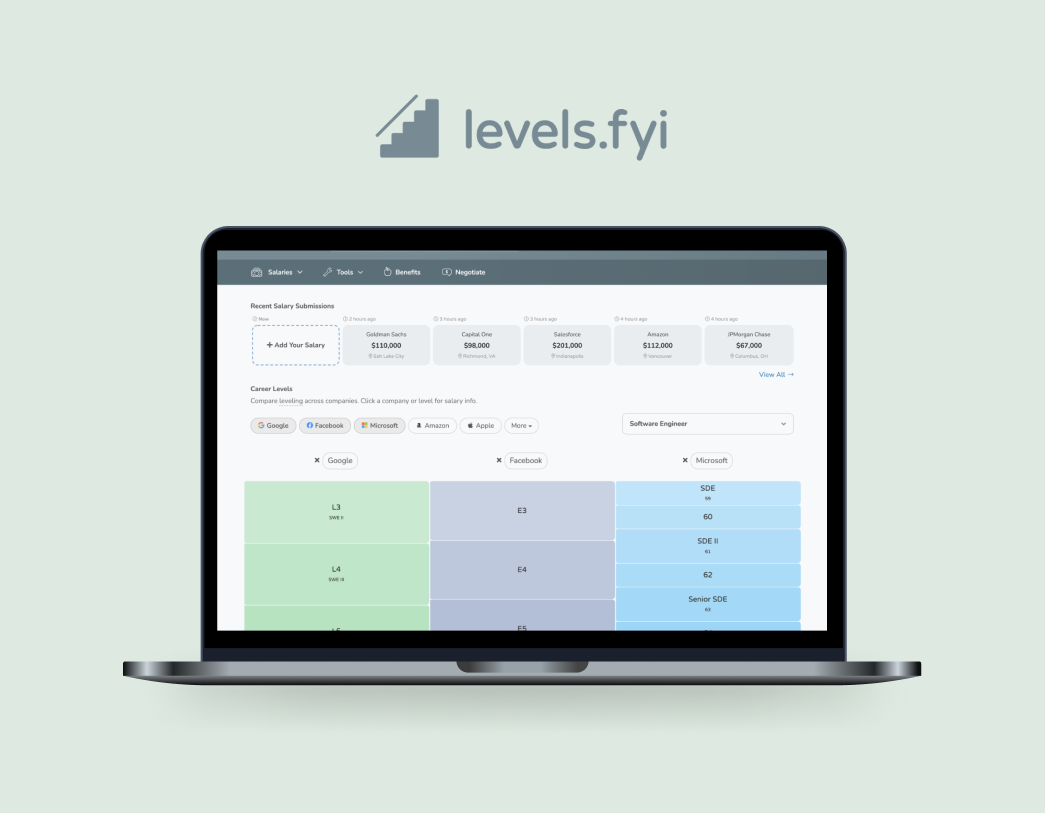 levels.fyi
Salaries Tools Benefits Negotiate
Recent Salary Submissions
Now 2 hours ago 3 hours ago 3 hours ago 4 hours ago 4 hours ago
Goldman Sachs Capital One Salesforce Amazon JPMorgan Chase
+ Add Your Salary $110,000 $98,000 $201,000 $112,000 $67,000
Salt Lake City Richmond, VA Indianapolis Vancouver Columbus, OH
View All →
Career Levels
Compare leveling across companies. Click a company or level for salary info.
Google Facebook Microsoft Amazon Apple More Software Engineer
× Google × Facebook × Microsoft
SDE
59
L3 E3
SWE II 60
SDE II
61
L4 E4 62
SWE III
Senior SDE
63
L5 E5